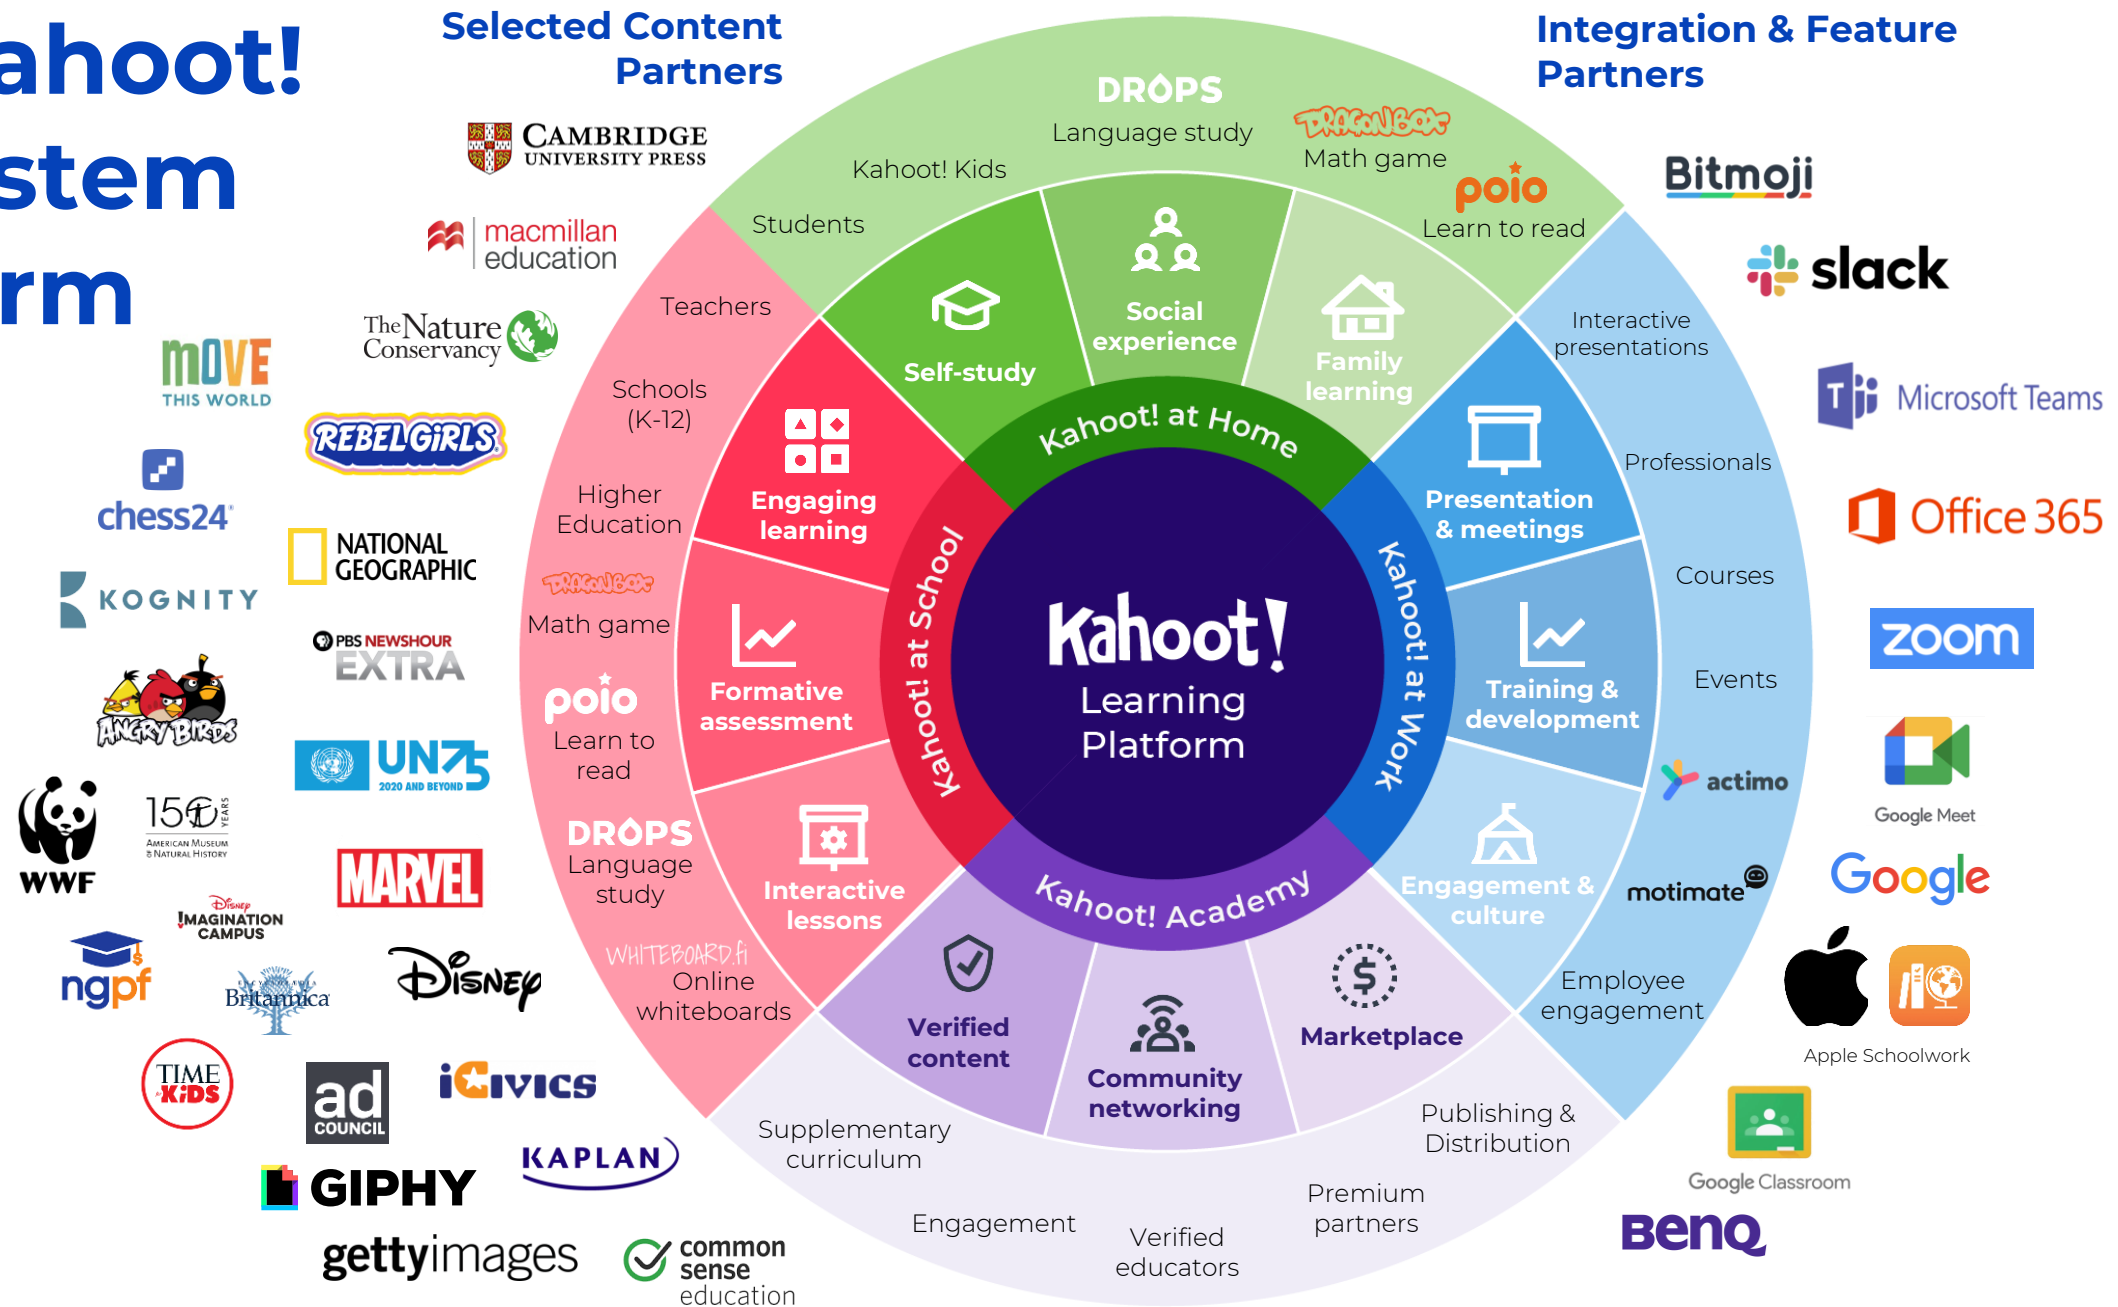 ahoot!
stem
rm
Selected Content
Partners
CAMBRIDGE
UNIVERSITY PRESS
macmillan
education
The Nature
Conservancy
MOVE
THIS WORLD
REBEL GiRLS
chess24
NATIONAL
GEOGRAPHIC
KOGNITY
PBS NEWSHOUR
EXTRA
ANGRY BIRDS
UN75
2020 AND BEYOND
WWF
150 YEARS
AMERICAN MUSEUM
& NATURAL HISTORY
MARVEL
Disney
IMAGINATION
CAMPUS
ngpf
Britannica
Disney
TIME
for KiDS
ad
COUNCIL
iCivics
KAPLAN
GIPHY
gettyimages
common
sense
education
DROPS
Language study
DRAGONBOX
Math game
poio
Learn to read
Kahoot! Kids
Students
Self-study
Social
experience
Family
learning
Kahoot! at Home
Teachers
Schools
(K-12)
Higher
Education
DRAGONBOX
Math game
poio
Learn to
read
DROPS
Language
study
WHITEBOARD.fi
Online
whiteboards
Engaging
learning
Formative
assessment
Interactive
lessons
Kahoot! at School
Kahoot!
Learning
Platform
Kahoot! at Work
Presentation
& meetings
Training &
development
Engagement &
culture
Interactive
presentations
Professionals
Courses
Events
actimo
motimate
Employee
engagement
Kahoot! Academy
Verified
content
Community
networking
Marketplace
Supplementary
curriculum
Engagement
Verified
educators
Premium
partners
Publishing &
Distribution
Integration & Feature
Partners
Bitmoji
slack
Microsoft Teams
Office 365
zoom
Google Meet
Google
Apple Schoolwork
Google Classroom
BenQ